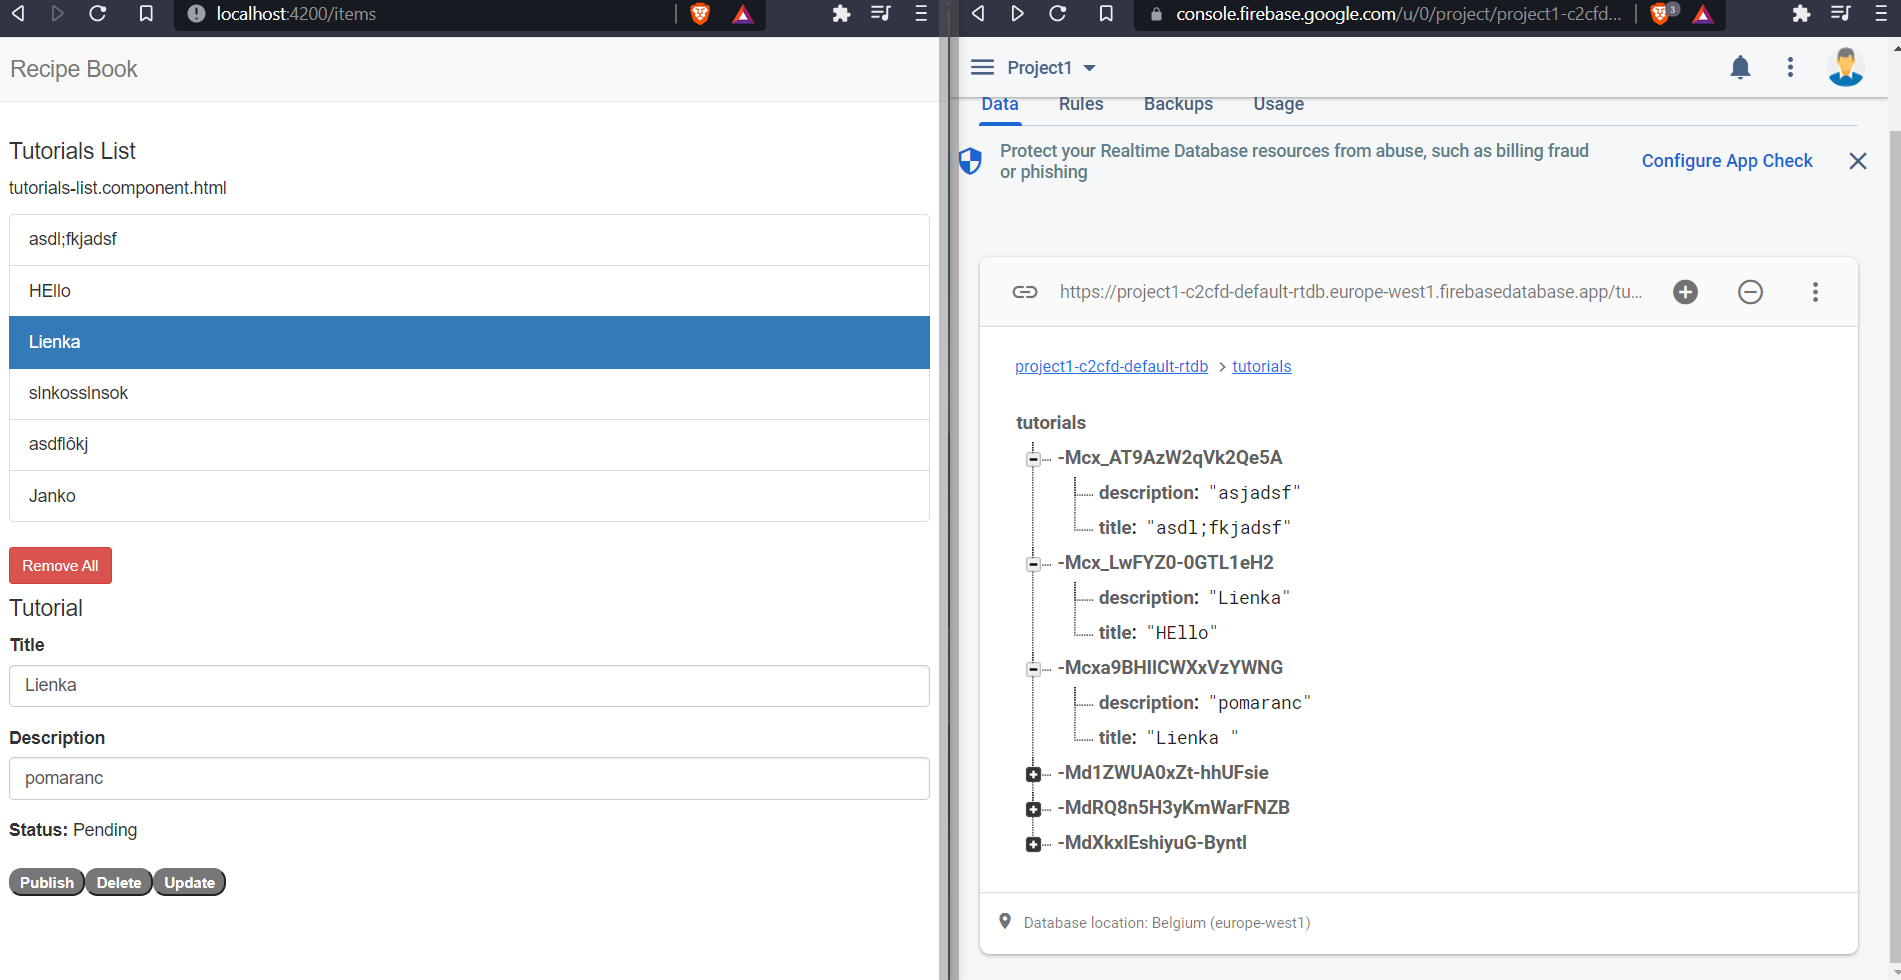 localhost:4200/items
Recipe Book
Tutorials List
tutorials-list.component.html
asdl;fkjadsf
HEllo
Lienka
slnkosslnsok
asdflôkj
Janko
Remove All
Tutorial
Title
Lienka
Description
pomaranc
Status: Pending
Publish Delete Update
console.firebase.google.com/u/0/project/project1-c2cfd... 3
Project1
Data Rules Backups Usage
Protect your Realtime Database resources from abuse, such as billing fraud
or phishing
Configure App Check
https://project1-c2cfd-default-rtdb.europe-west1.firebasedatabase.app/tu...
project1-c2cfd-default-rtdb > tutorials
tutorials
-Mcx_AT9AzW2qVk2Qe5A
description: "asjadsf"
title: "asdl;fkjadsf"
-Mcx_LwFYZ0-0GTL1eH2
description: "Lienka"
title: "HEllo"
-Mcxa9BHIlCWXxVzYWNG
description: "pomaranc"
title: "Lienka "
-Md1ZWUA0xZt-hhUFsie
-MdRQ8n5H3yKmWarFNZB
-MdXkxlEshiyuG-Byntl
Database location: Belgium (europe-west1)